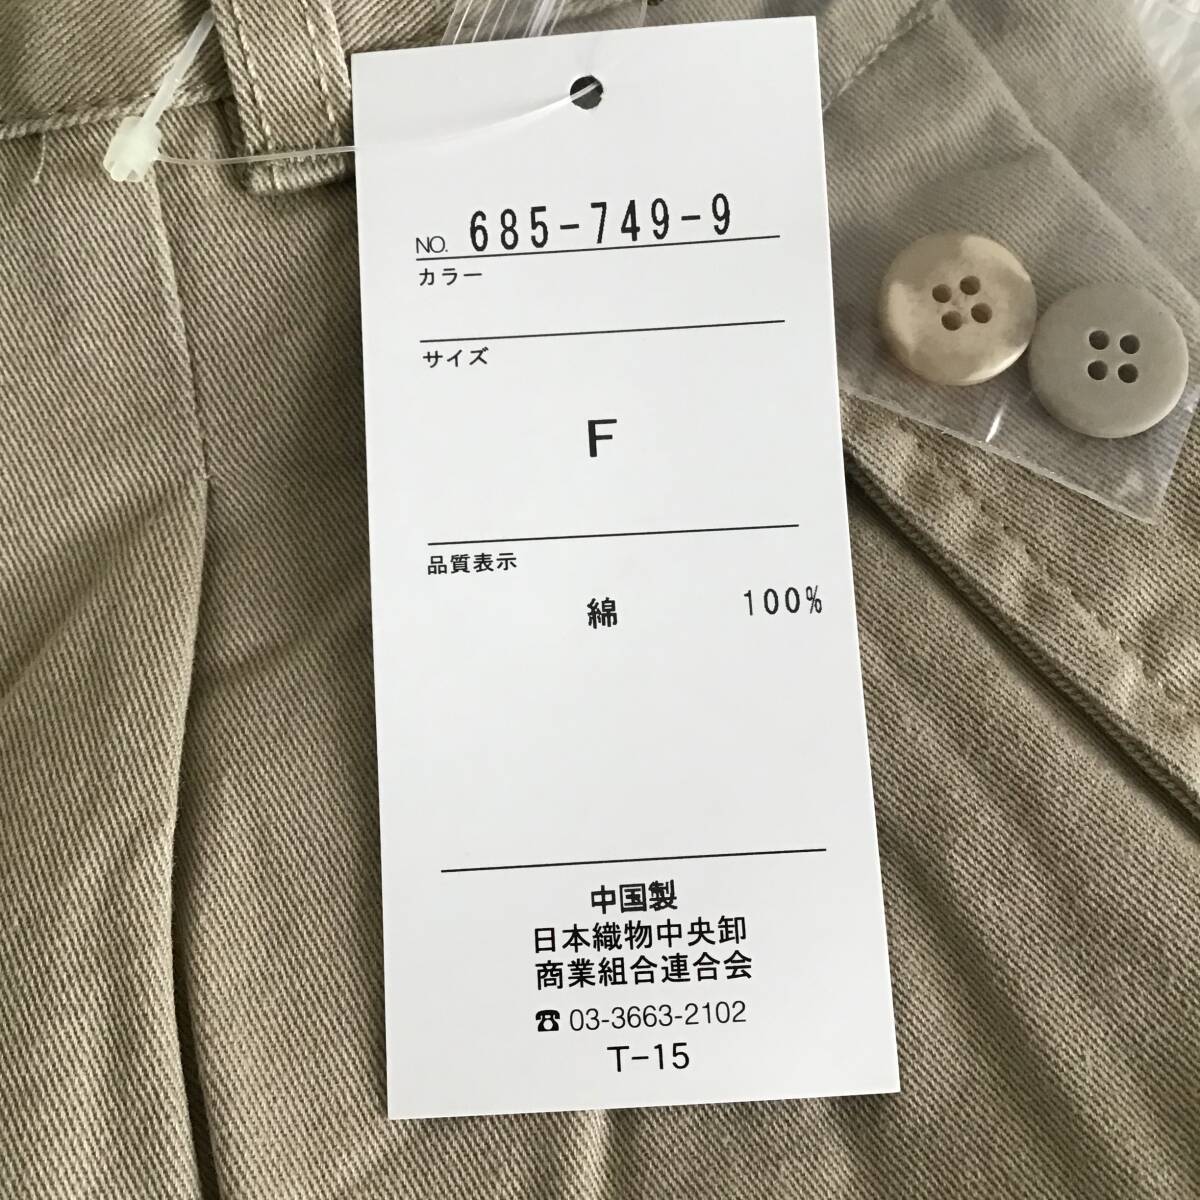 NO. 685-749-9
カラー
サイズ
F
品質表示
綿 100%
中国製
日本織物中央卸
商業組合連合会
☎ 03-3663-2102
T-15